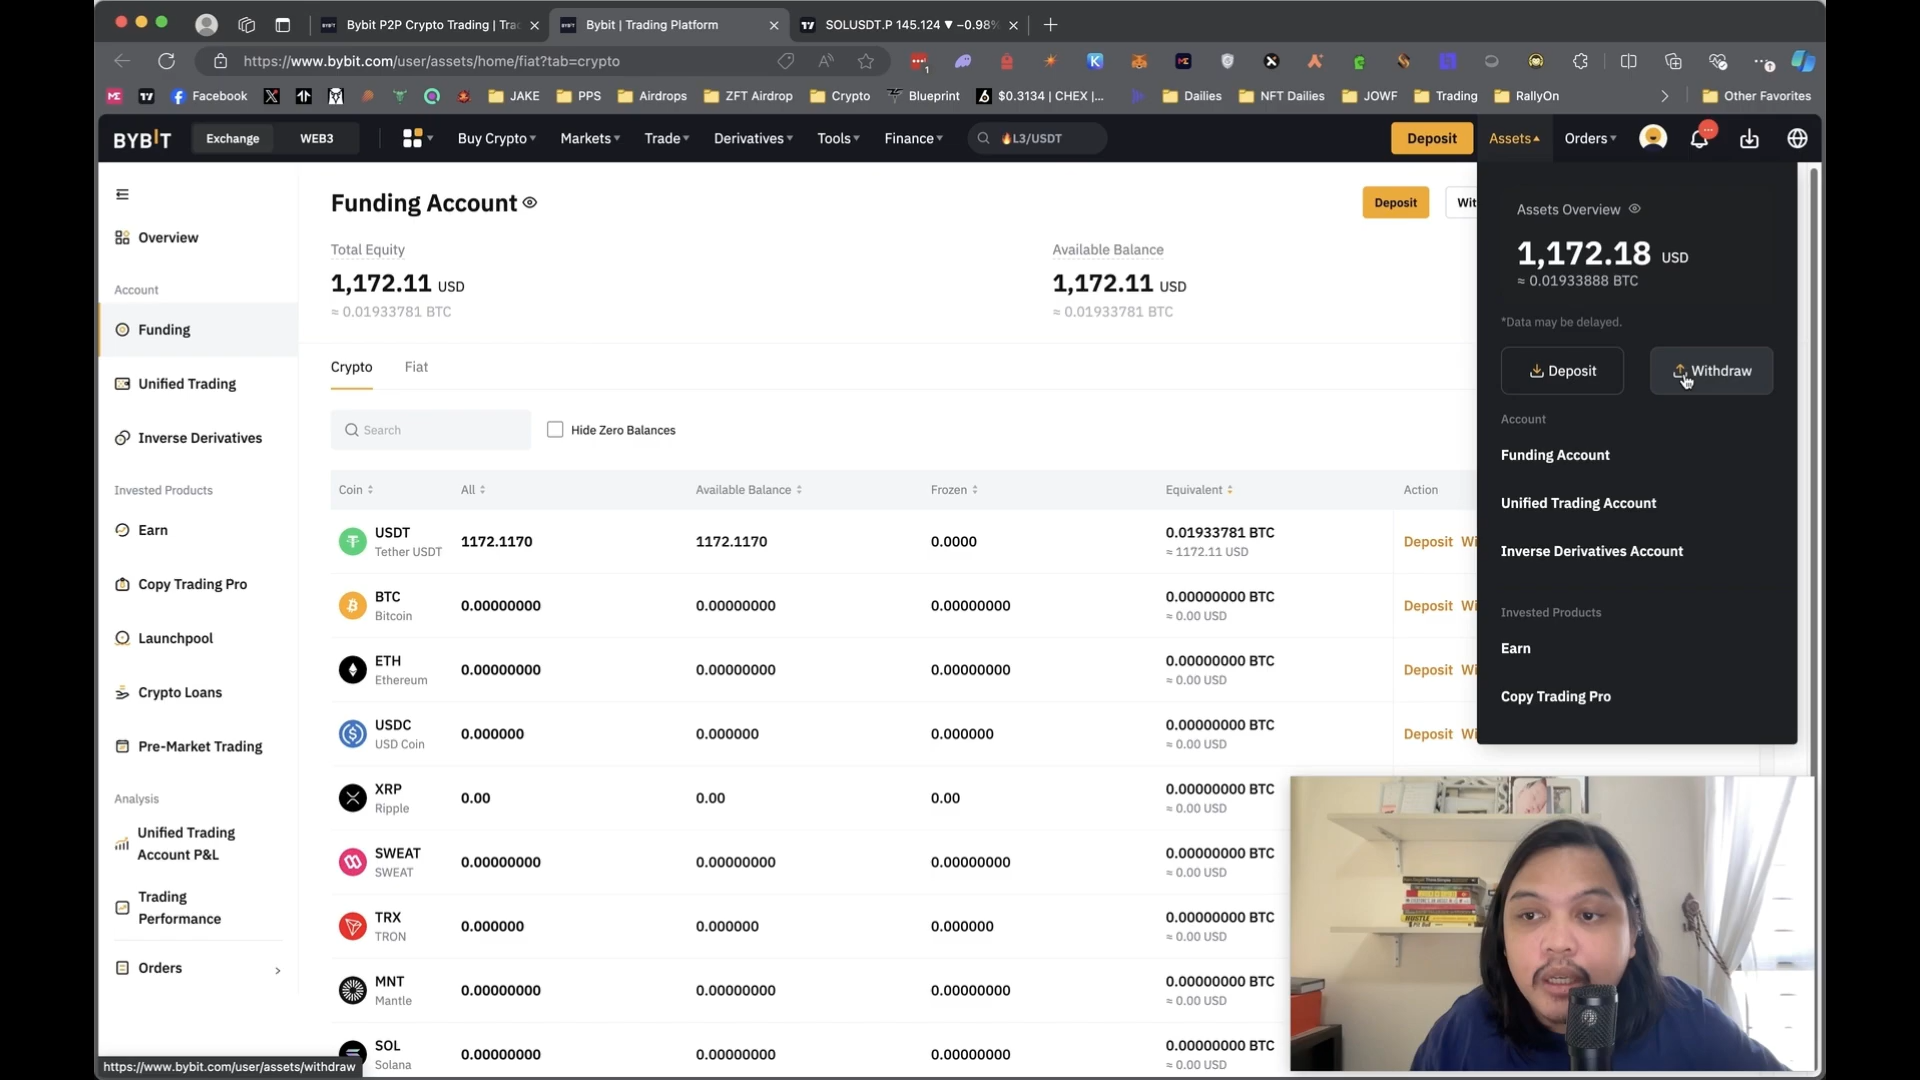 Bybit P2P Crypto Trading | Tra
Bybit | Trading Platform
SOLUSDT.P 145.124 ▼ −0.98%
https://www.bybit.com/user/assets/home/fiat?tab=crypto
Facebook
JAKE
PPS
Airdrops
ZFT Airdrop
Crypto
Blueprint
$0.3134 | CHEX |...
Dailies
NFT Dailies
JOWF
Trading
RallyOn
Other Favorites
BYBIT
Exchange
WEB3
Buy Crypto
Markets
Trade
Derivatives
Tools
Finance
L3/USDT
Deposit
Assets
Orders
Overview
Account
Funding
Unified Trading
Inverse Derivatives
Invested Products
Earn
Copy Trading Pro
Launchpool
Crypto Loans
Pre-Market Trading
Analysis
Unified Trading
Account P&L
Trading
Performance
Orders
https://www.bybit.com/user/assets/withdraw
Funding Account
Deposit
Wit
Total Equity
1,172.11 USD
≈ 0.01933781 BTC
Available Balance
1,172.11 USD
≈ 0.01933781 BTC
Crypto
Fiat
Search
Hide Zero Balances
Coin
All
Available Balance
Frozen
Equivalent
Action
USDT
Tether USDT
1172.1170
1172.1170
0.0000
0.01933781 BTC
≈ 1172.11 USD
Deposit Wi
BTC
Bitcoin
0.00000000
0.00000000
0.00000000
0.00000000 BTC
≈ 0.00 USD
Deposit Wi
ETH
Ethereum
0.00000000
0.00000000
0.00000000
0.00000000 BTC
≈ 0.00 USD
Deposit Wi
USDC
USD Coin
0.000000
0.000000
0.000000
0.00000000 BTC
≈ 0.00 USD
Deposit Wi
XRP
Ripple
0.00
0.00
0.00
0.00000000 BTC
≈ 0.00 USD
SWEAT
SWEAT
0.00000000
0.00000000
0.00000000
0.00000000 BTC
≈ 0.00 USD
TRX
TRON
0.000000
0.000000
0.000000
0.00000000 BTC
≈ 0.00 USD
MNT
Mantle
0.00000000
0.00000000
0.00000000
0.00000000 BTC
≈ 0.00 USD
SOL
Solana
0.00000000
0.00000000
0.00000000
0.00000000 BTC
≈ 0.00 USD
Assets Overview
1,172.18 USD
≈ 0.01933888 BTC
*Data may be delayed.
Deposit
Withdraw
Account
Funding Account
Unified Trading Account
Inverse Derivatives Account
Invested Products
Earn
Copy Trading Pro